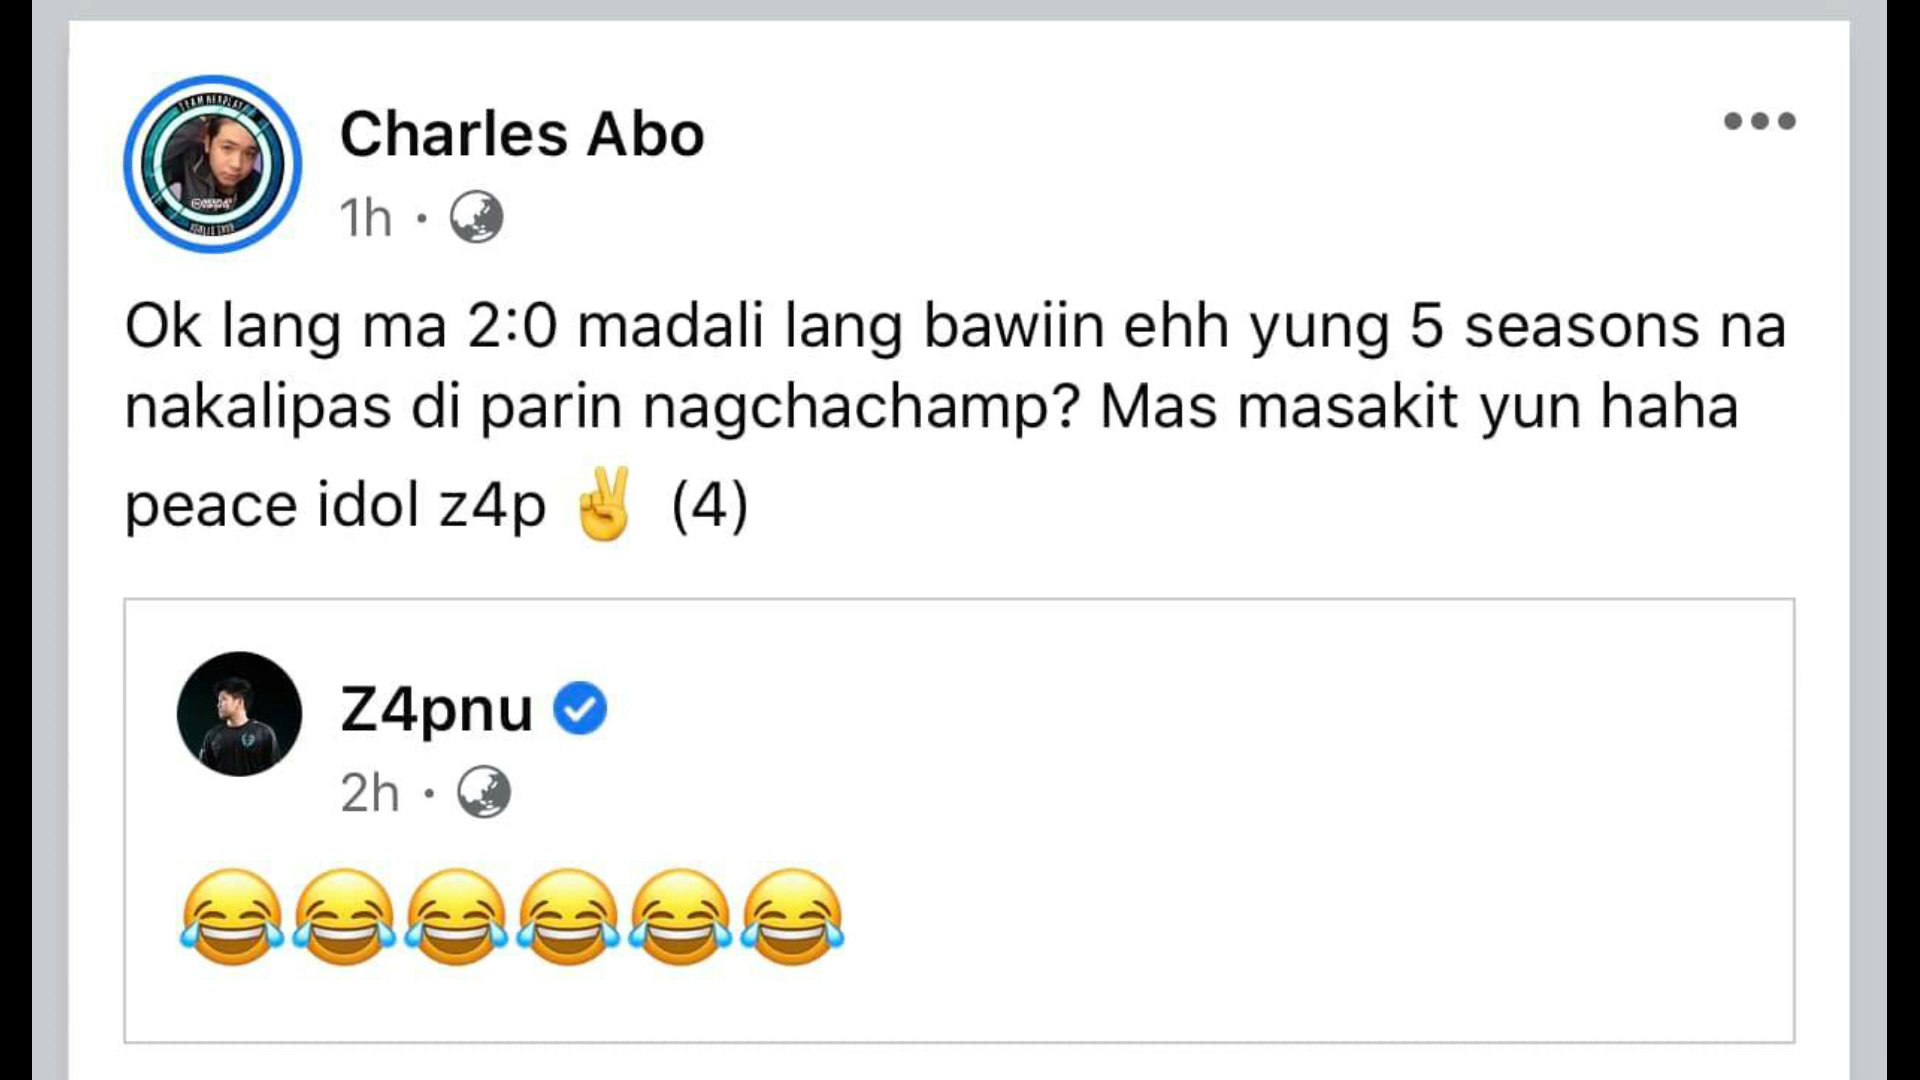 Charles Abo
1h ·
Ok lang ma 2:0 madali lang bawiin ehh yung 5 seasons na
nakalipas di parin nagchachamp? Mas masakit yun haha
peace idol z4p ✌️ (4)
Z4pnu
2h ·
😂😂😂😂😂😂